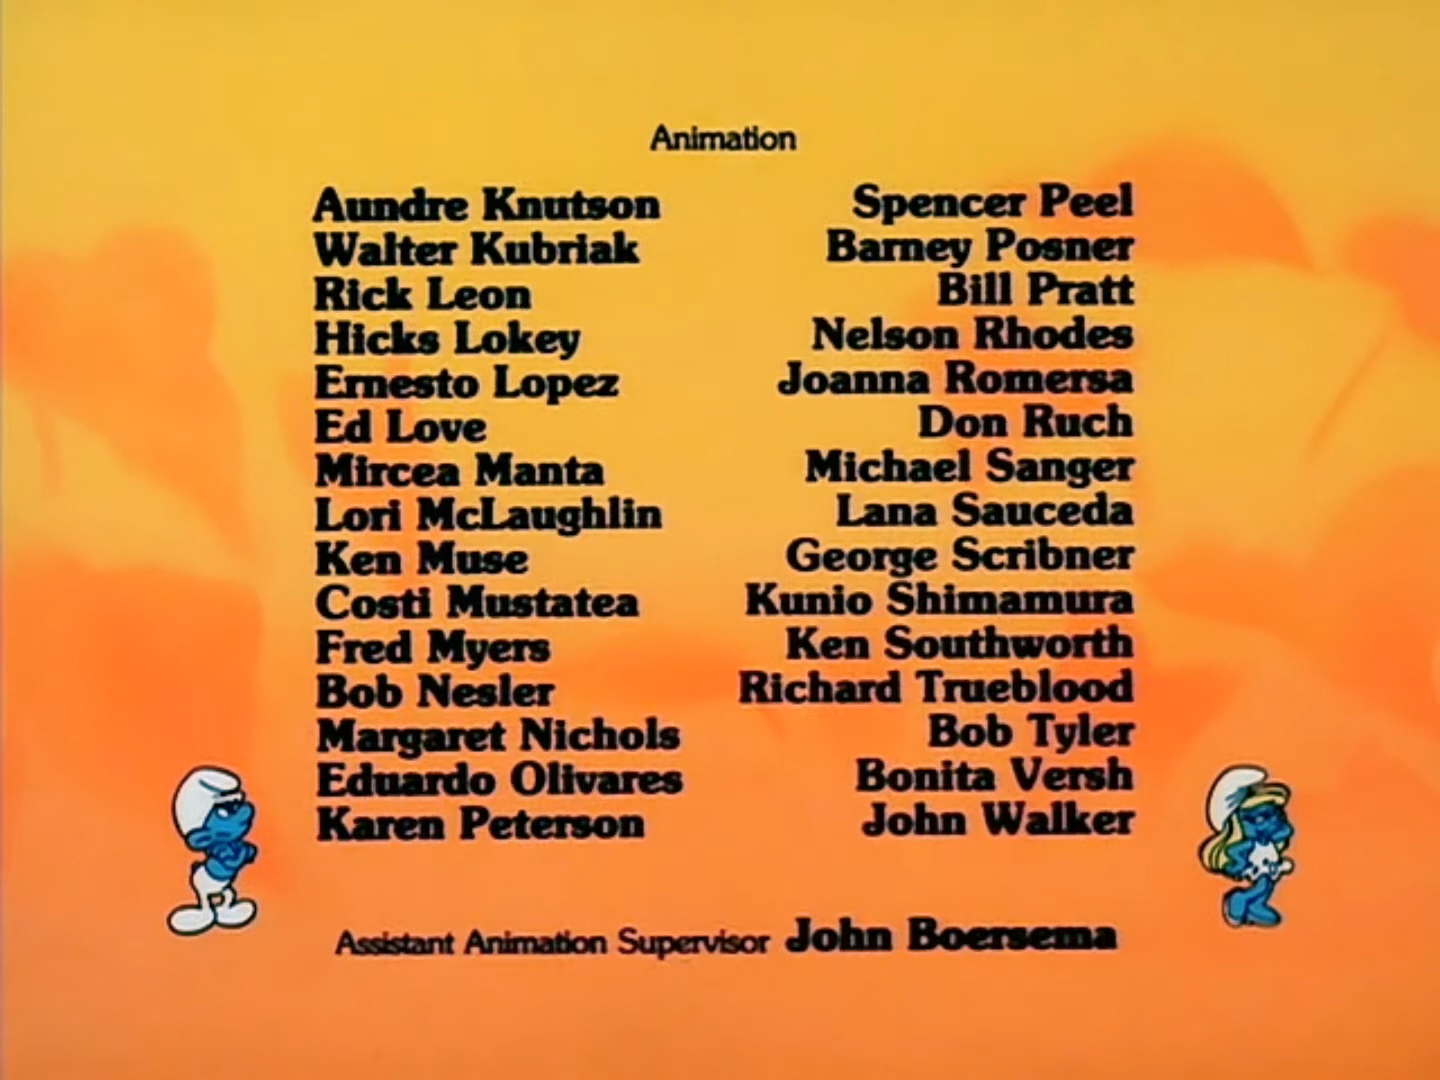 Animation
Aundre Knutson
Walter Kubriak
Rick Leon
Hicks Lokey
Ernesto Lopez
Ed Love
Mircea Manta
Lori McLaughlin
Ken Muse
Costi Mustatea
Fred Myers
Bob Nesler
Margaret Nichols
Eduardo Olivares
Karen Peterson
Spencer Peel
Barney Posner
Bill Pratt
Nelson Rhodes
Joanna Romersa
Don Ruch
Michael Sanger
Lana Sauceda
George Scribner
Kunio Shimamura
Ken Southworth
Richard Trueblood
Bob Tyler
Bonita Versh
John Walker
Assistant Animation Supervisor John Boersema